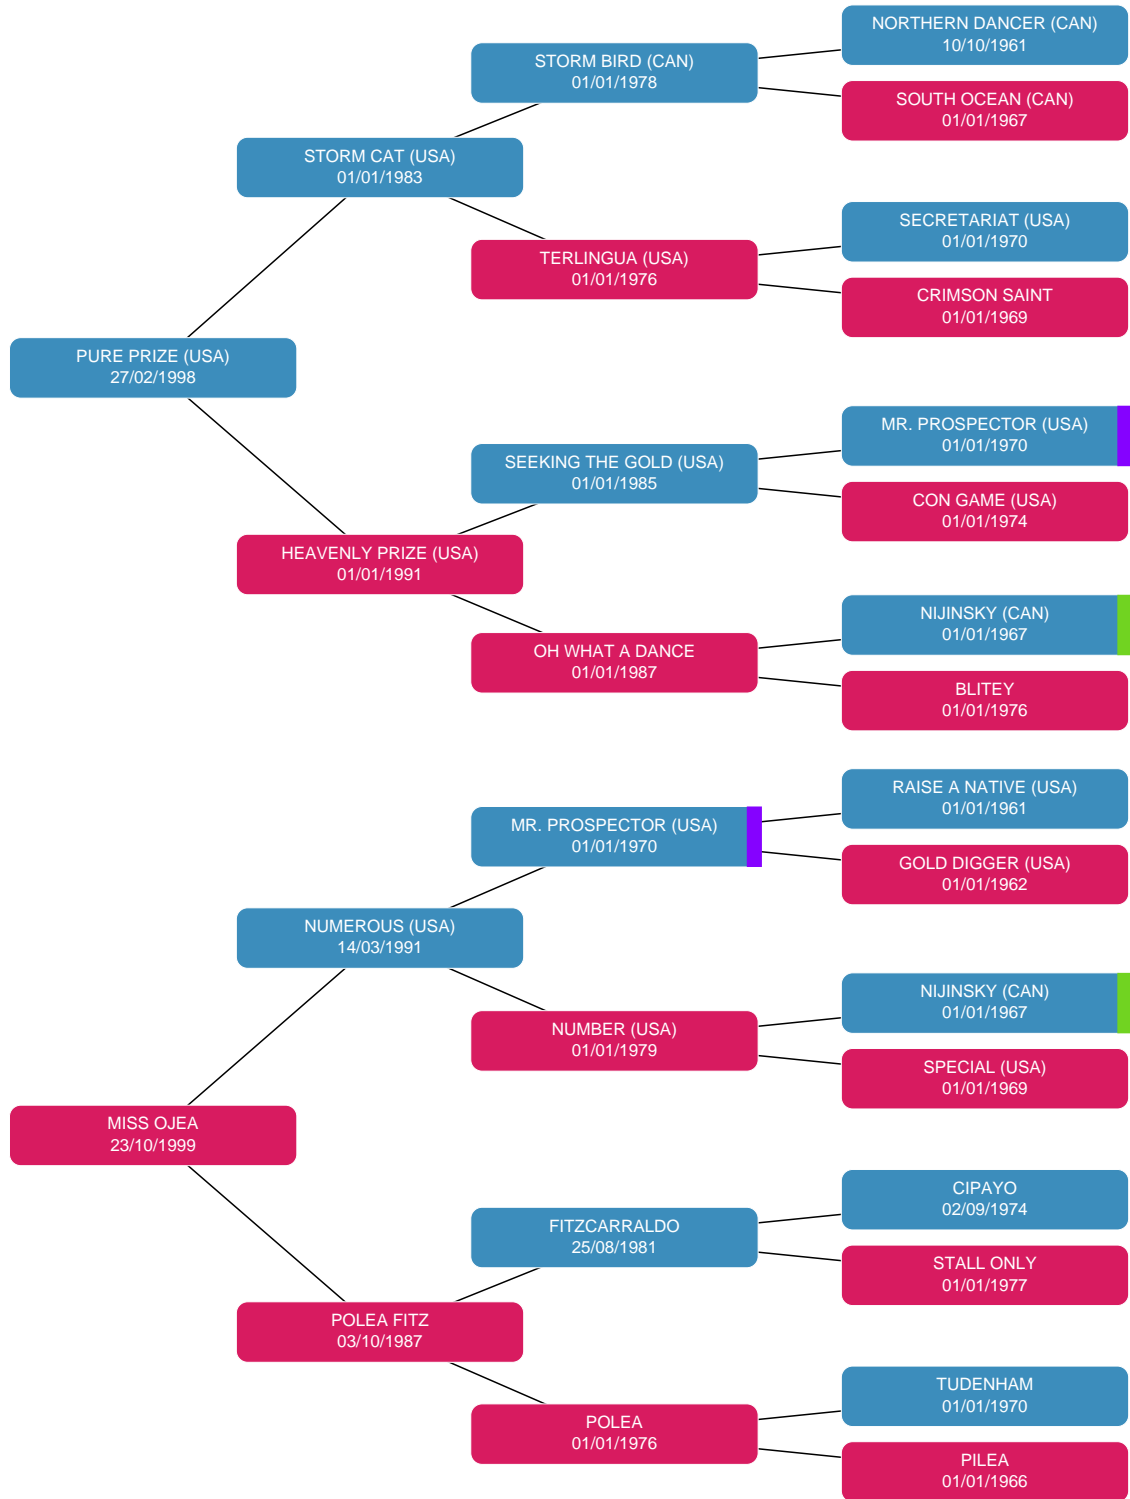 NORTHERN DANCER (CAN)
10/10/1961
STORM BIRD (CAN)
01/01/1978
SOUTH OCEAN (CAN)
01/01/1967
STORM CAT (USA)
01/01/1983
SECRETARIAT (USA)
01/01/1970
TERLINGUA (USA)
01/01/1976
CRIMSON SAINT
01/01/1969
PURE PRIZE (USA)
27/02/1998
MR. PROSPECTOR (USA)
01/01/1970
SEEKING THE GOLD (USA)
01/01/1985
CON GAME (USA)
01/01/1974
HEAVENLY PRIZE (USA)
01/01/1991
NIJINSKY (CAN)
01/01/1967
OH WHAT A DANCE
01/01/1987
BLITEY
01/01/1976
RAISE A NATIVE (USA)
01/01/1961
MR. PROSPECTOR (USA)
01/01/1970
GOLD DIGGER (USA)
01/01/1962
NUMEROUS (USA)
14/03/1991
NIJINSKY (CAN)
01/01/1967
NUMBER (USA)
01/01/1979
SPECIAL (USA)
01/01/1969
MISS OJEA
23/10/1999
CIPAYO
02/09/1974
FITZCARRALDO
25/08/1981
STALL ONLY
01/01/1977
POLEA FITZ
03/10/1987
TUDENHAM
01/01/1970
POLEA
01/01/1976
PILEA
01/01/1966